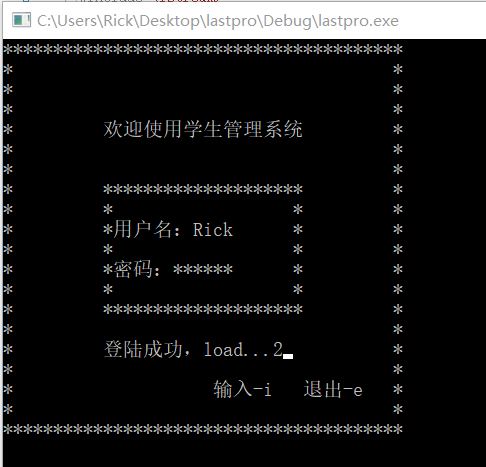 C:\Users\Rick\Desktop\lastpro\Debug\lastpro.exe
****************************************
*                                      *
*                                      *
*                                      *
*         欢迎使用学生管理系统         *
*                                      *
*                                      *
*         ********************         *
*         *                  *         *
*         *用户名：Rick      *         *
*         *                  *         *
*         *密码：******      *         *
*         *                  *         *
*         ********************         *
*                                      *
*         登陆成功，load...2           *
*                                      *
*                    输入-i   退出-e   *
*                                      *
****************************************